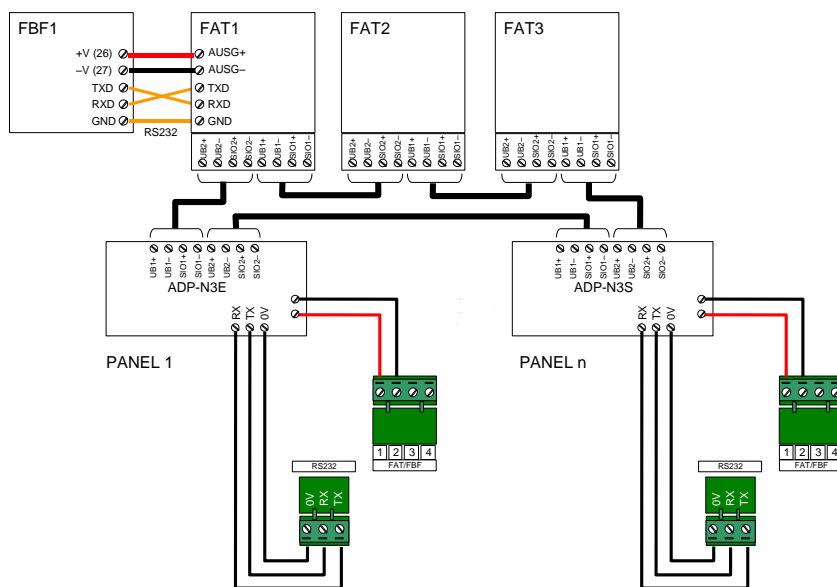 FBF1
FAT1
FAT2
FAT3
+V (26)
AUSG+
–V (27)
AUSG–
TXD
TXD
RXD
RXD
GND
GND
RS232
UB2+ UB2– SIO2+ SIO2– UB1+ UB1– SIO1+ SIO1–
UB2+ UB2– SIO2+ SIO2– UB1+ UB1– SIO1+ SIO1–
UB2+ UB2– SIO2+ SIO2– UB1+ UB1– SIO1+ SIO1–
UB1+ UB1– SIO1+ SIO1– UB2+ UB2– SIO2+ SIO2–
ADP-N3E
RX TX 0V
PANEL 1
UB1+ UB1– SIO1+ SIO1– UB2+ UB2– SIO2+ SIO2–
ADP-N3S
RX TX 0V
PANEL n
1 2 3 4
FAT/FBF
1 2 3 4
FAT/FBF
RS232
0V RX TX
RS232
0V RX TX